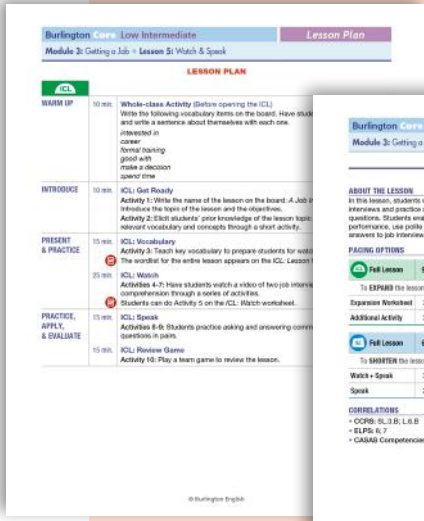 Burlington Core Low Intermediate
Lesson Plan
Module 3: Getting a Job • Lesson 5: Watch & Speak
LESSON PLAN
ICL
WARM UP
10 min.
Whole-class Activity (Before opening the ICL)
Write the following vocabulary items on the board. Have
and write a sentence about themselves with each one.
interested in
career
formal training
good with
make a decision
spend time
INTRODUCE
10 min.
ICL: Get Ready
Activity 1: Write the name of the lesson on the board: A Job
Introduce the topic of the lesson and the objectives.
Activity 2: Elicit students' prior knowledge of the lesson topic
relevant vocabulary and concepts through a short activity.
PRESENT
& PRACTICE
15 min.
ICL: Vocabulary
Activity 3: Teach key vocabulary to prepare students for
The wordlist for the entire lesson appears on the ICL: Lesson
25 min.
ICL: Watch
Activities 4-7: Have students watch a video of two job
comprehension through a series of activities.
Students can do Activity 5 on the ICL: Watch worksheet.
PRACTICE,
APPLY,
& EVALUATE
15 min.
ICL: Speak
Activities 8-9: Students practice asking and answering
questions in pairs.
15 min.
ICL: Review Game
Activity 10: Play a team game to review the lesson.
© Burlington English
Burlington Core
Module 3: Getting a
ABOUT THE LESSON
In this lesson, students
interviews and practice
questions. Students
performance, use polite
answers to job interview
PACING OPTIONS
Full Lesson
To EXPAND the
Expansion Worksheet
Additional Activity
Full Lesson
To SHORTEN the
Watch + Speak
Speak
CORRELATIONS
• CCRS: SL.3.B; L.6.B
• ELPS: 6; 7
• CASAS Competencies